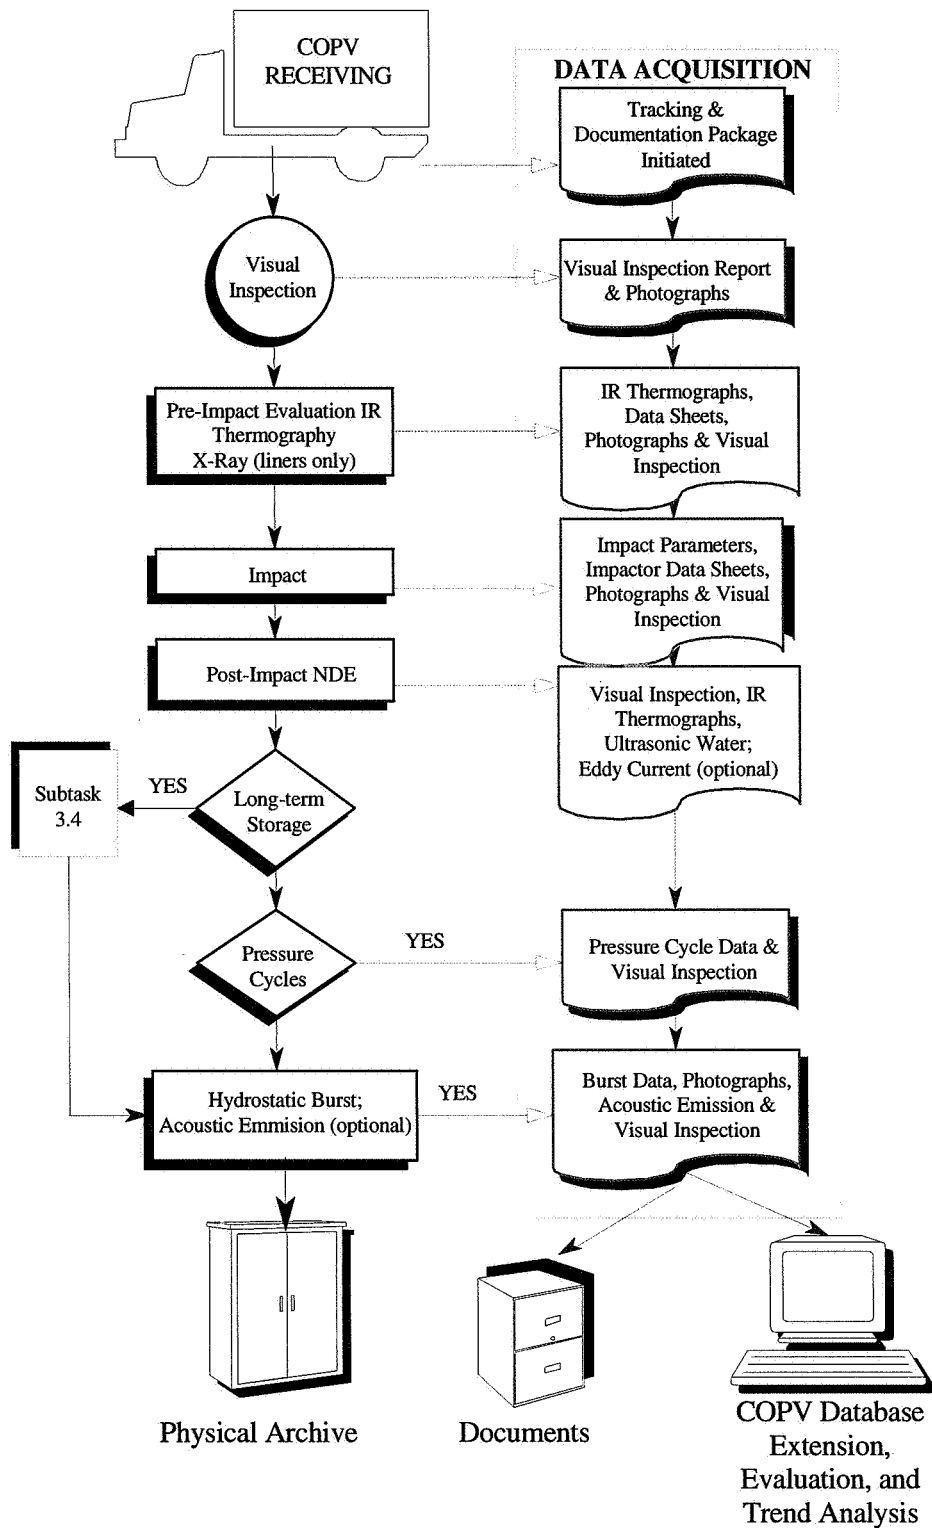 COPV
RECEIVING
DATA ACQUISITION
Tracking &
Documentation Package
Initiated
Visual
Inspection
Visual Inspection Report
& Photographs
Pre-Impact Evaluation IR
Thermography
X-Ray (liners only)
IR Thermographs,
Data Sheets,
Photographs & Visual
Inspection
Impact
Impact Parameters,
Impactor Data Sheets,
Photographs & Visual
Inspection
Post-Impact NDE
Visual Inspection, IR
Thermographs,
Ultrasonic Water;
Eddy Current (optional)
Subtask
3.4
YES
Long-term
Storage
Pressure
Cycles
YES
Pressure Cycle Data &
Visual Inspection
Hydrostatic Burst;
Acoustic Emmision (optional)
YES
Burst Data, Photographs,
Acoustic Emission &
Visual Inspection
Physical Archive
Documents
COPV Database
Extension,
Evaluation, and
Trend Analysis